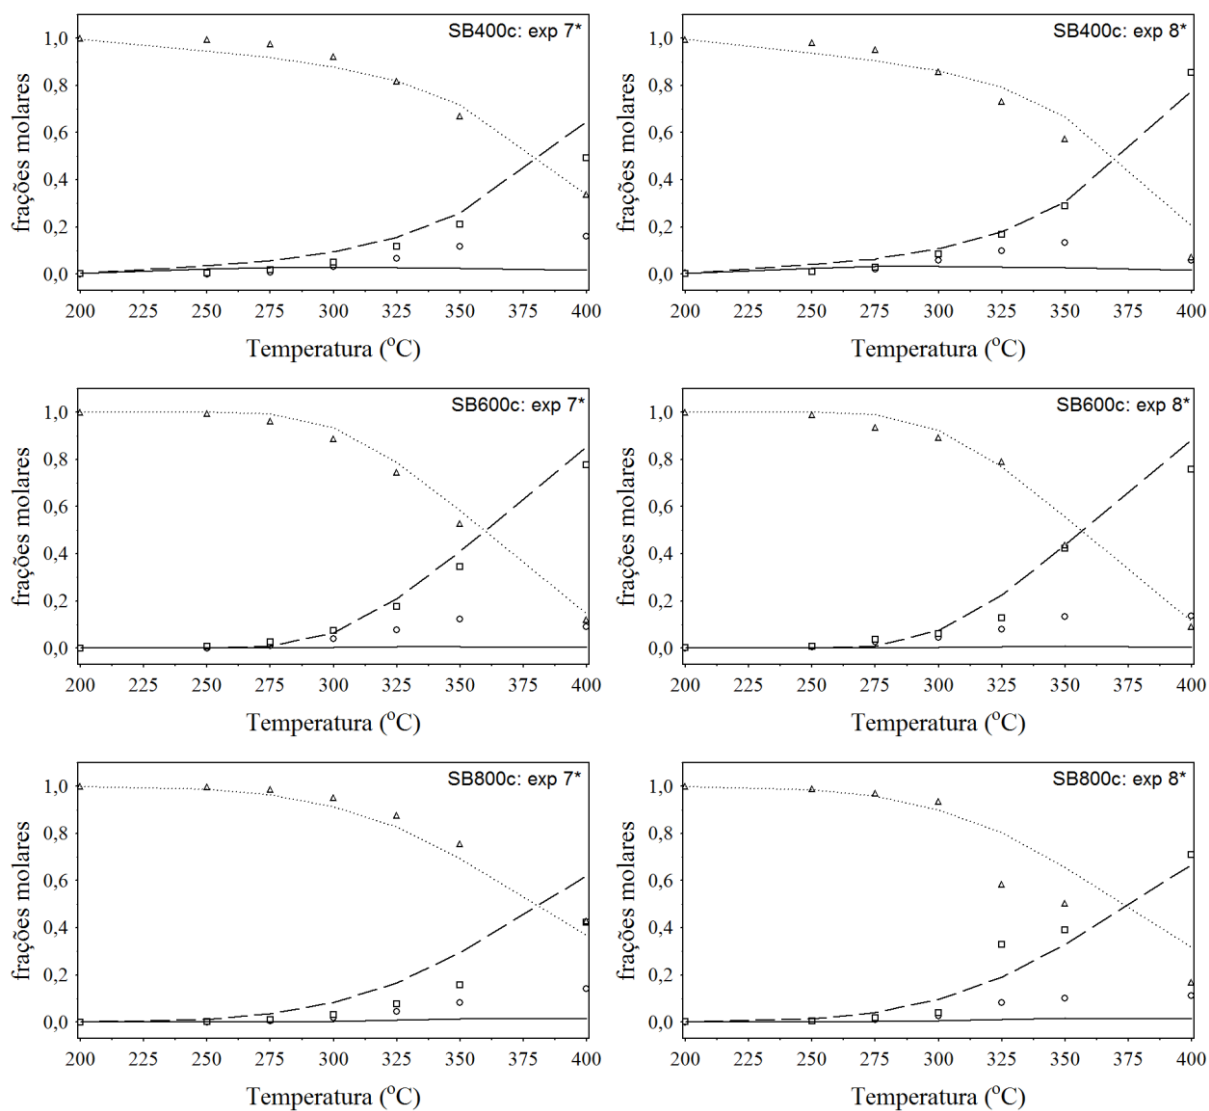 SB400c: exp 7*
frações molares
1,0
0,8
0,6
0,4
0,2
0,0
200 225 250 275 300 325 350 375 400
Temperatura (°C)
SB400c: exp 8*
frações molares
1,0
0,8
0,6
0,4
0,2
0,0
200 225 250 275 300 325 350 375 400
Temperatura (°C)
SB600c: exp 7*
frações molares
1,0
0,8
0,6
0,4
0,2
0,0
200 225 250 275 300 325 350 375 400
Temperatura (°C)
SB600c: exp 8*
frações molares
1,0
0,8
0,6
0,4
0,2
0,0
200 225 250 275 300 325 350 375 400
Temperatura (°C)
SB800c: exp 7*
frações molares
1,0
0,8
0,6
0,4
0,2
0,0
200 225 250 275 300 325 350 375 400
Temperatura (°C)
SB800c: exp 8*
frações molares
1,0
0,8
0,6
0,4
0,2
0,0
200 225 250 275 300 325 350 375 400
Temperatura (°C)